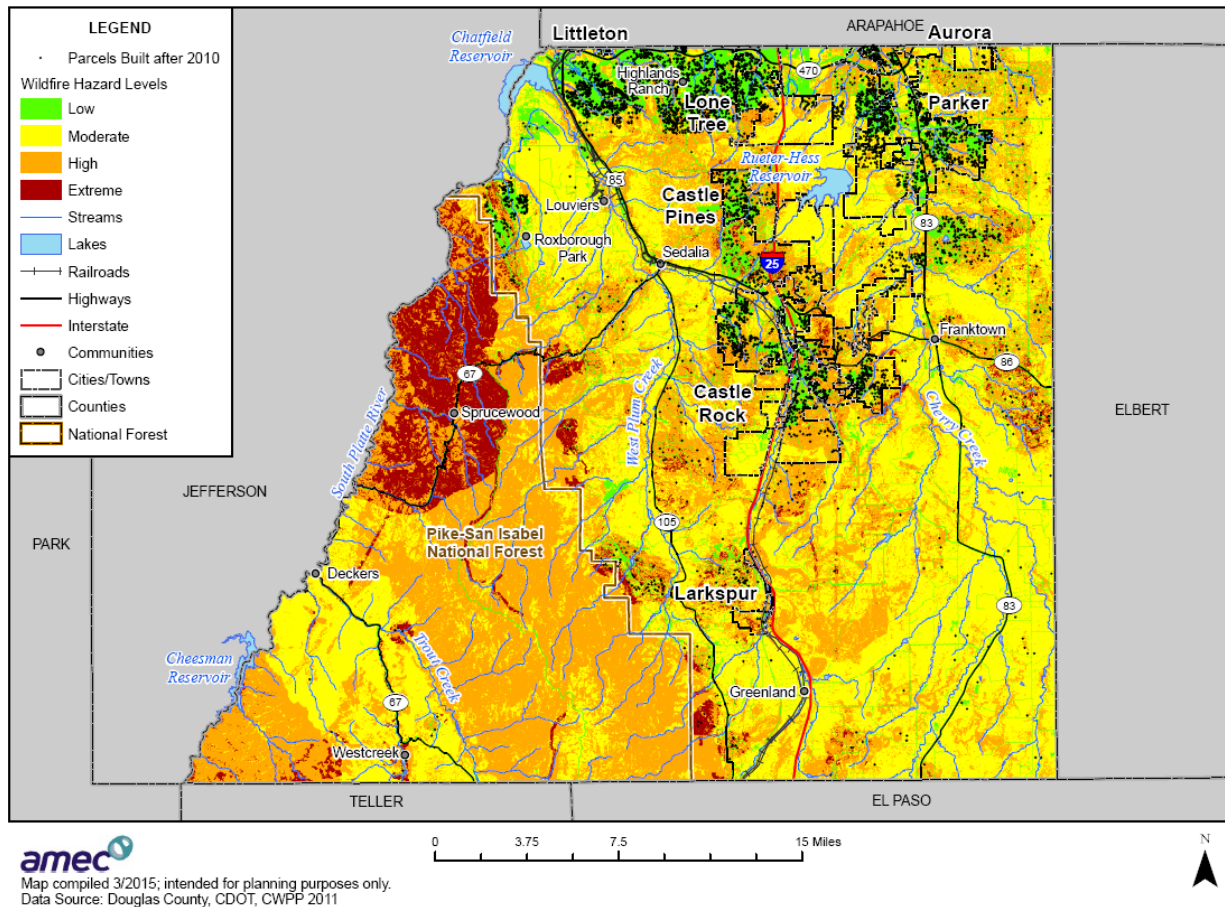 LEGEND
Parcels Built after 2010
Wildfire Hazard Levels
Low
Moderate
High
Extreme
Streams
Lakes
Railroads
Highways
Interstate
Communities
Cities/Towns
Counties
National Forest
ARAPAHOE
Littleton
Aurora
Chatfield
Reservoir
Highlands
Ranch
470
Lone
Tree
Parker
Rueter-Hess
Reservoir
85
Louviers
Castle
Pines
83
Roxborough
Park
Sedalia
25
Franktown
86
67
Sprucewood
West Plum Creek
Castle
Rock
Cherry Creek
ELBERT
South Platte River
JEFFERSON
PARK
105
Pike-San Isabel
National Forest
Deckers
Larkspur
83
Trout Creek
Cheesman
Reservoir
67
Greenland
Westcreek
TELLER
EL PASO
amec
0 3.75 7.5 15 Miles
N
Map compiled 3/2015; intended for planning purposes only.
Data Source: Douglas County, CDOT, CWPP 2011